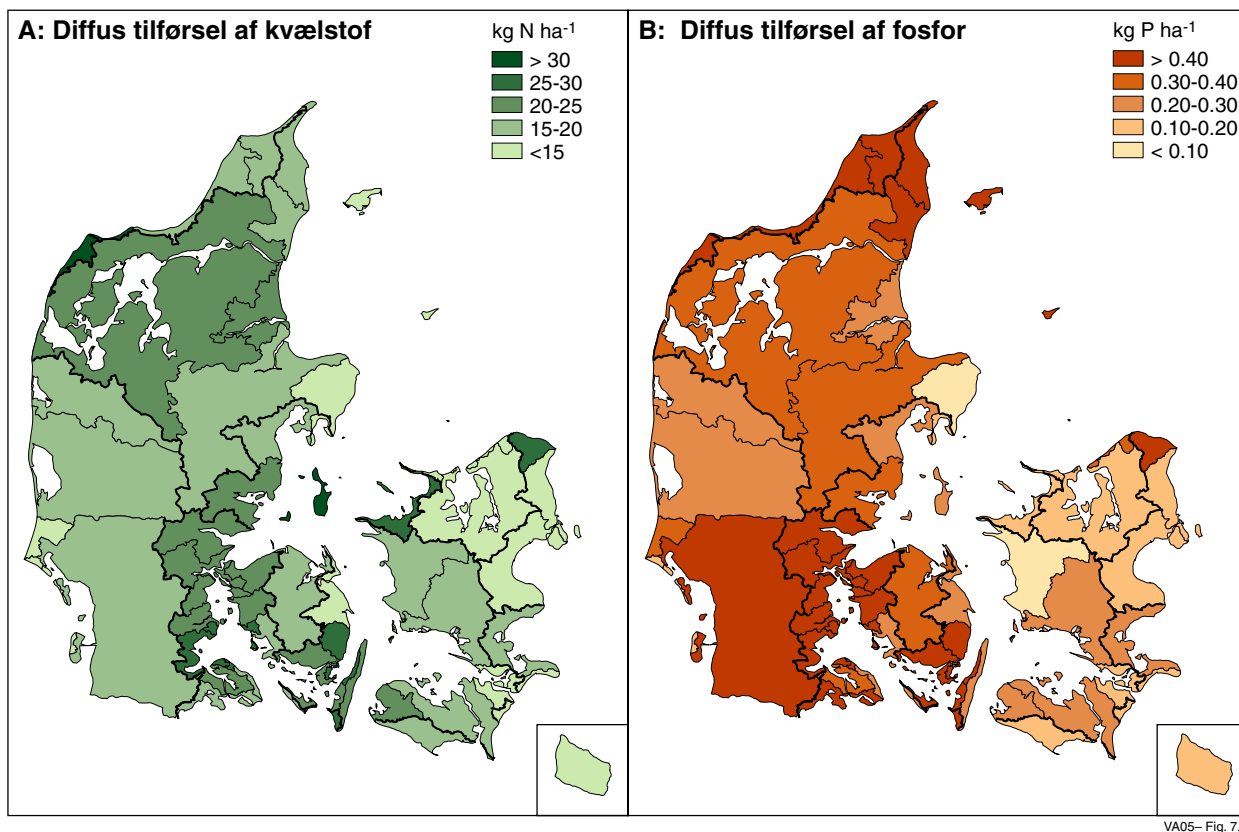 A: Diffus tilførsel af kvælstof
kg N ha-1
> 30
25-30
20-25
15-20
<15
B: Diffus tilførsel af fosfor
kg P ha-1
> 0.40
0.30-0.40
0.20-0.30
0.10-0.20
< 0.10
VA05– Fig. 7.